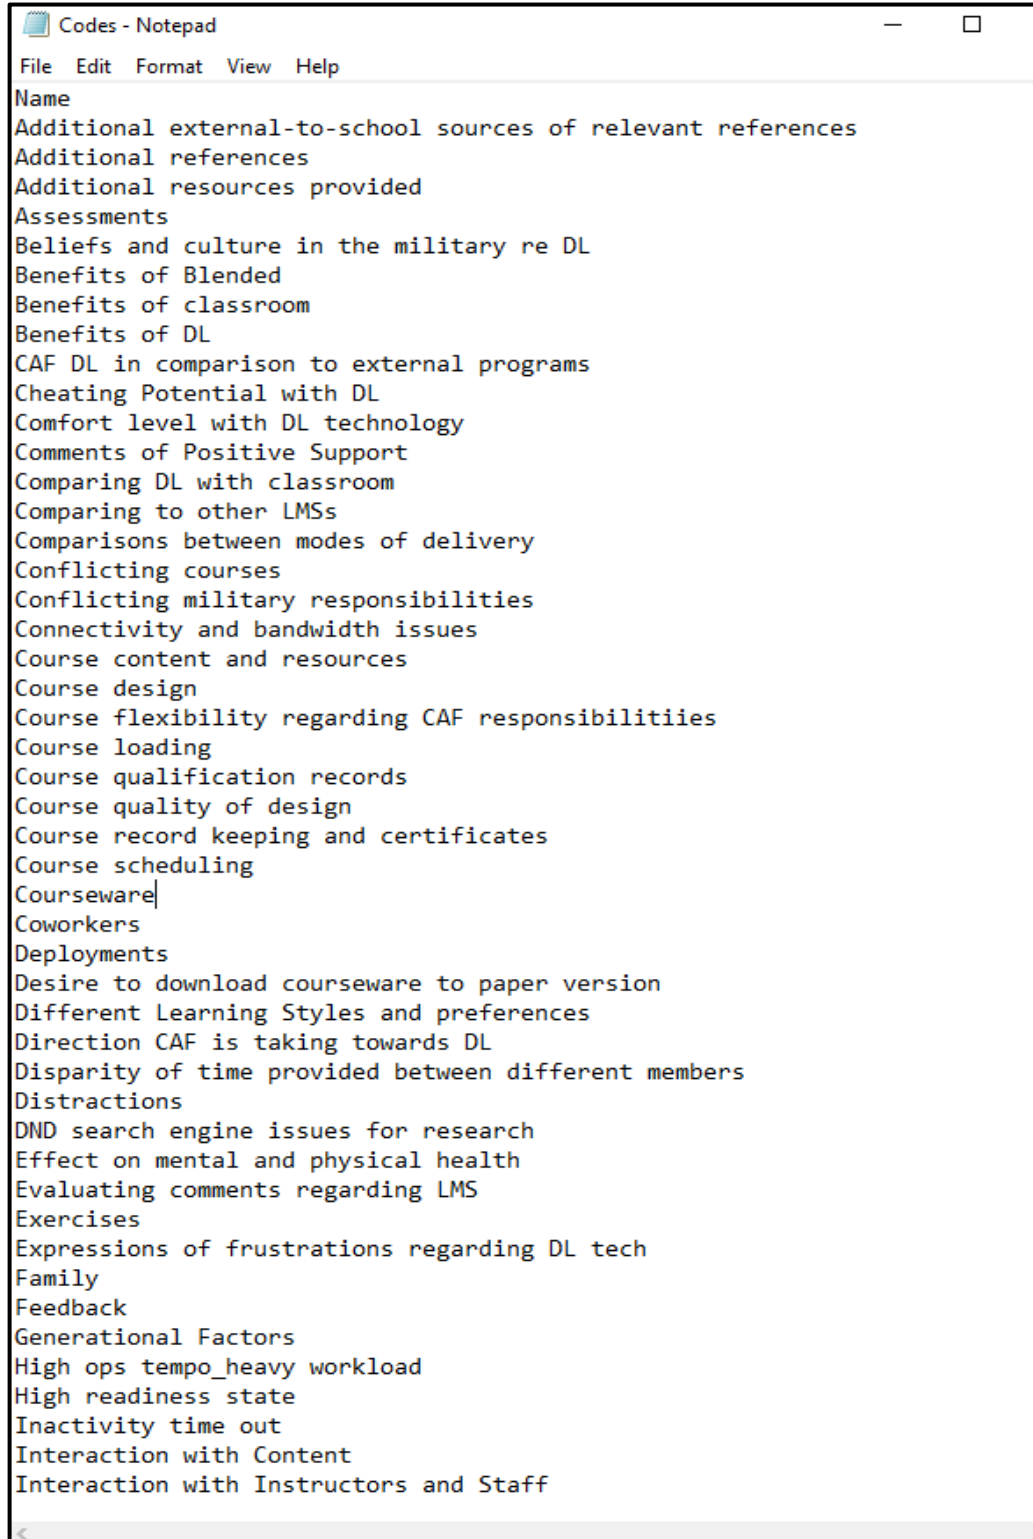 Codes - Notepad
File Edit Format View Help
Name
Additional external-to-school sources of relevant references
Additional references
Additional resources provided
Assessments
Beliefs and culture in the military re DL
Benefits of Blended
Benefits of classroom
Benefits of DL
CAF DL in comparison to external programs
Cheating Potential with DL
Comfort level with DL technology
Comments of Positive Support
Comparing DL with classroom
Comparing to other LMSs
Comparisons between modes of delivery
Conflicting courses
Conflicting military responsibilities
Connectivity and bandwidth issues
Course content and resources
Course design
Course flexibility regarding CAF responsibilitiies
Course loading
Course qualification records
Course quality of design
Course record keeping and certificates
Course scheduling
Courseware
Coworkers
Deployments
Desire to download courseware to paper version
Different Learning Styles and preferences
Direction CAF is taking towards DL
Disparity of time provided between different members
Distractions
DND search engine issues for research
Effect on mental and physical health
Evaluating comments regarding LMS
Exercises
Expressions of frustrations regarding DL tech
Family
Feedback
Generational Factors
High ops tempo_heavy workload
High readiness state
Inactivity time out
Interaction with Content
Interaction with Instructors and Staff